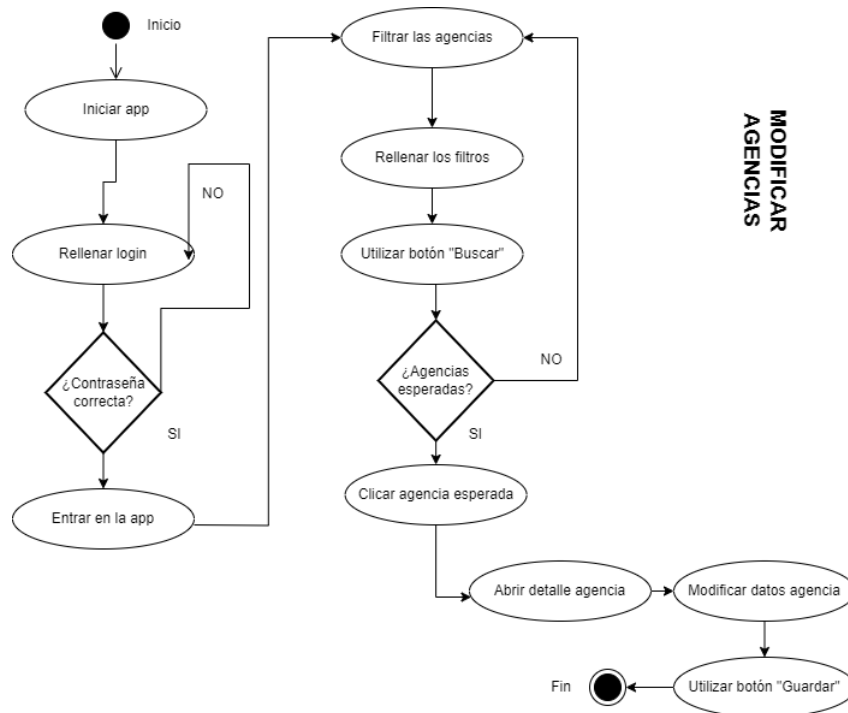 Inicio
Iniciar app
Rellenar login
NO
¿Contraseña
correcta?
SI
Entrar en la app
Filtrar las agencias
Rellenar los filtros
Utilizar botón "Buscar"
¿Agencias
esperadas?
NO
SI
Clicar agencia esperada
Abrir detalle agencia
Modificar datos agencia
Utilizar botón "Guardar"
Fin
MODIFICAR
AGENCIAS